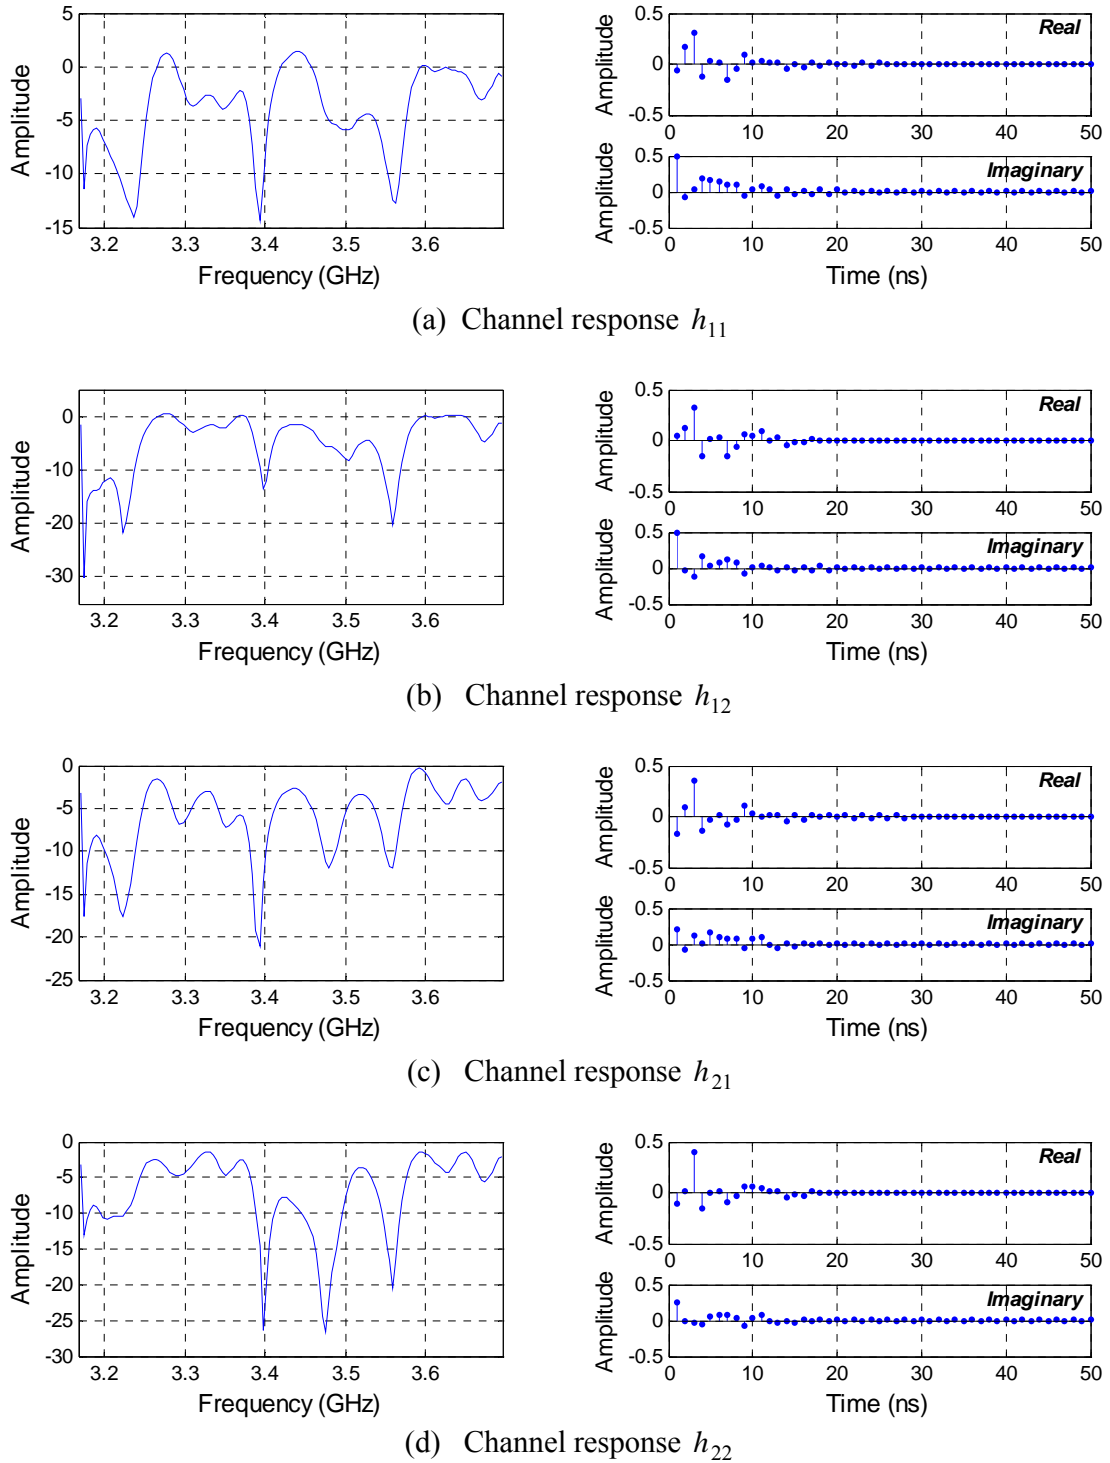 5
0
-5
-10
-15
Amplitude
3.2 3.3 3.4 3.5 3.6
Frequency (GHz)
0.5
0
-0.5
Amplitude
Real
0 10 20 30 40 50
0.5
0
-0.5
Amplitude
Imaginary
0 10 20 30 40 50
Time (ns)
(a) Channel response h11
0
-10
-20
-30
Amplitude
3.2 3.3 3.4 3.5 3.6
Frequency (GHz)
0.5
0
-0.5
Amplitude
Real
0 10 20 30 40 50
0.5
0
-0.5
Amplitude
Imaginary
0 10 20 30 40 50
Time (ns)
(b) Channel response h12
0
-5
-10
-15
-20
-25
Amplitude
3.2 3.3 3.4 3.5 3.6
Frequency (GHz)
0.5
0
-0.5
Amplitude
Real
0 10 20 30 40 50
0.5
0
-0.5
Amplitude
Imaginary
0 10 20 30 40 50
Time (ns)
(c) Channel response h21
0
-5
-10
-15
-20
-25
-30
Amplitude
3.2 3.3 3.4 3.5 3.6
Frequency (GHz)
0.5
0
-0.5
Amplitude
Real
0 10 20 30 40 50
0.5
0
-0.5
Amplitude
Imaginary
0 10 20 30 40 50
Time (ns)
(d) Channel response h22